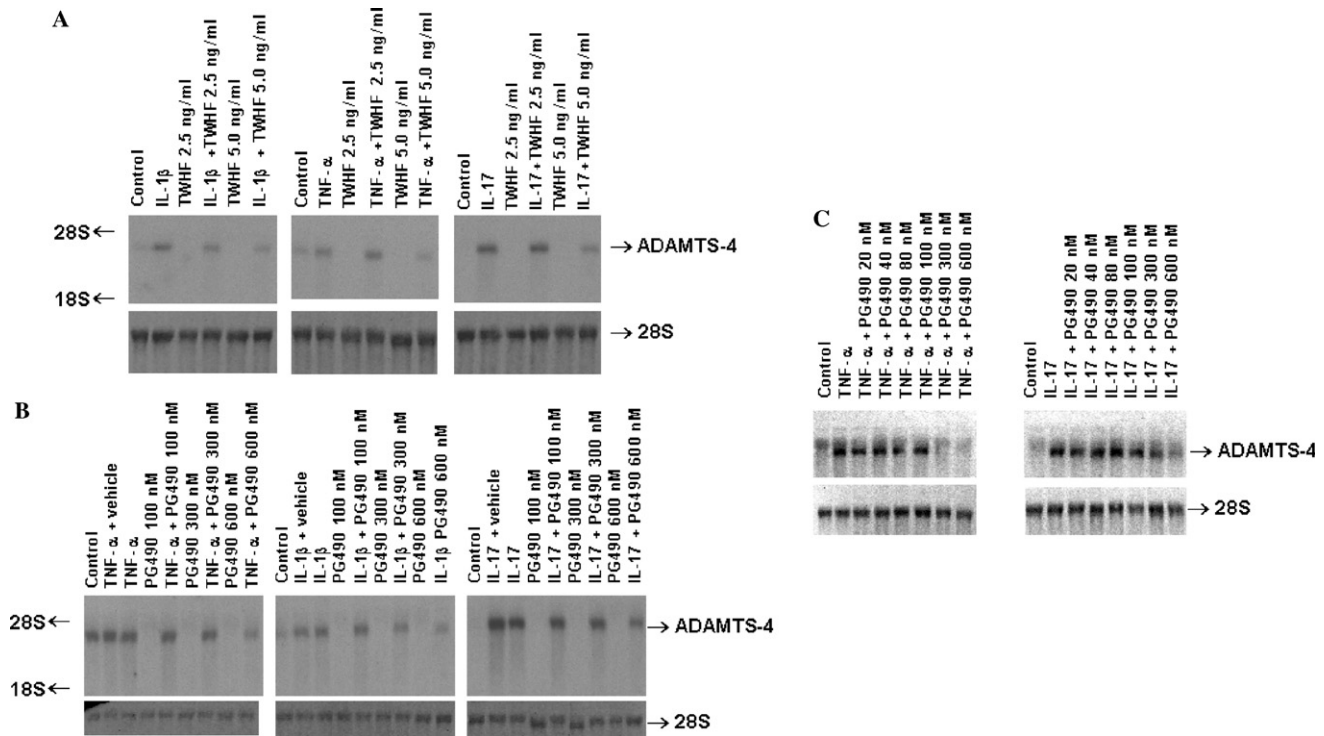 A
Control
IL-1β
TWHF 2.5 ng/ml
IL-1β +TWHF 2.5 ng/ml
TWHF 5.0 ng/ml
IL-1β + TWHF 5.0 ng/ml
Control
TNF-α
TWHF 2.5 ng/ml
TNF-α +TWHF 2.5 ng/ml
TWHF 5.0 ng/ml
TNF-α +TWHF 5.0 ng/ml
Control
IL-17
TWHF 2.5 ng/ml
IL-17+TWHF 2.5 ng/ml
TWHF 5.0 ng/ml
IL-17+TWHF 5.0 ng/ml
28S←
18S←
→ADAMTS-4
→28S
B
Control
TNF-α + vehicle
TNF-α
PG490 100 nM
TNF-α + PG490 100 nM
PG490 300 nM
TNF-α + PG490 300 nM
PG490 600 nM
TNF-α + PG490 600 nM
Control
IL-1β + vehicle
IL-1β
PG490 100 nM
IL-1β + PG490 100 nM
PG490 300 nM
IL-1β + PG490 300 nM
PG490 600 nM
IL-1β PG490 600 nM
Control
IL-17 + vehicle
IL-17
PG490 100 nM
IL-17 + PG490 100 nM
PG490 300 nM
IL-17 + PG490 300 nM
PG490 600 nM
IL-17 + PG490 600 nM
28S←
18S←
→ADAMTS-4
→28S
C
Control
TNF-α
TNF-α + PG490 20 nM
TNF-α + PG490 40 nM
TNF-α + PG490 80 nM
TNF-α + PG490 100 nM
TNF-α + PG490 300 nM
TNF-α + PG490 600 nM
Control
IL-17
IL-17 + PG490 20 nM
IL-17 + PG490 40 nM
IL-17 + PG490 80 nM
IL-17 + PG490 100 nM
IL-17 + PG490 300 nM
IL-17 + PG490 600 nM
→ADAMTS-4
→28S